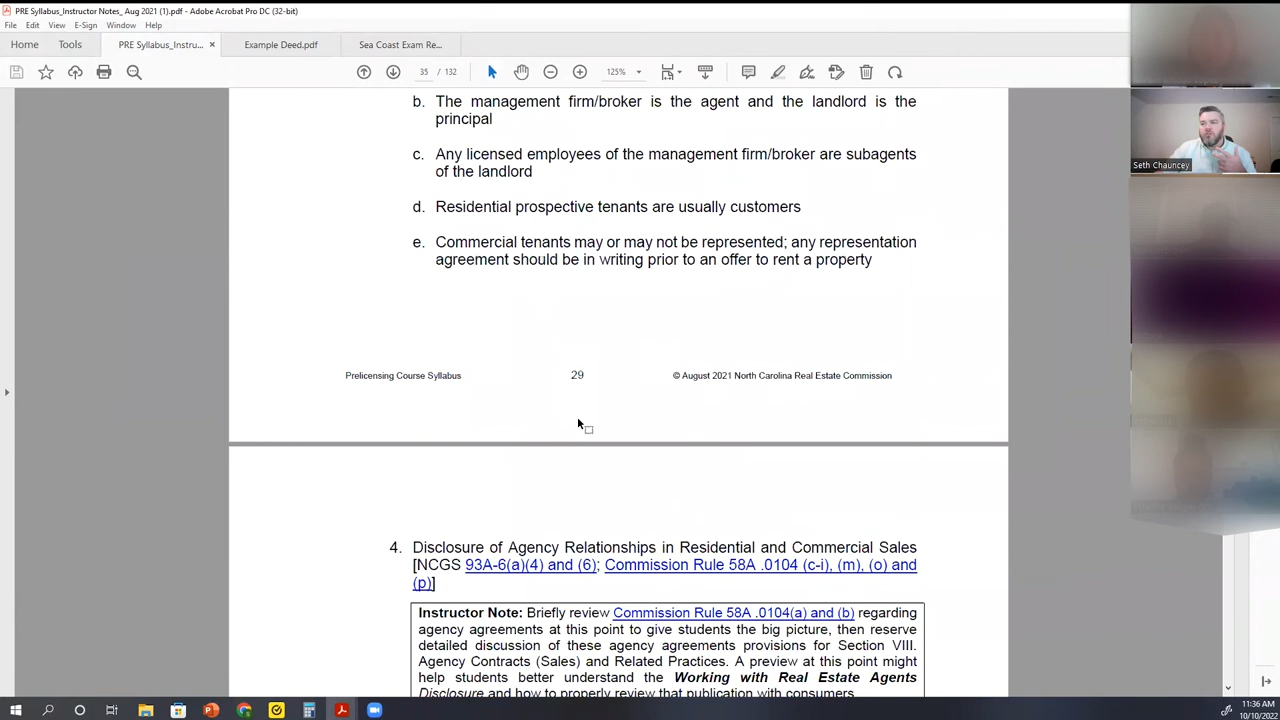 PRE Syllabus_Instructor Notes_ Aug 2021 (1).pdf - Adobe Acrobat Pro DC (32-bit)
File Edit View E-Sign Window Help
Home Tools PRE Syllabus_Instru... × Example Deed.pdf Sea Coast Exam Re...
35 / 132 125%
b. The management firm/broker is the agent and the landlord is the
principal
Seth Chauncey
c. Any licensed employees of the management firm/broker are subagents
of the landlord
d. Residential prospective tenants are usually customers
e. Commercial tenants may or may not be represented; any representation
agreement should be in writing prior to an offer to rent a property
Prelicensing Course Syllabus 29 © August 2021 North Carolina Real Estate Commission
4. Disclosure of Agency Relationships in Residential and Commercial Sales
[NCGS 93A-6(a)(4) and (6); Commission Rule 58A .0104 (c-i), (m), (o) and
(p)]
Instructor Note: Briefly review Commission Rule 58A .0104(a) and (b) regarding
agency agreements at this point to give students the big picture, then reserve
detailed discussion of these agency agreements provisions for Section VIII.
Agency Contracts (Sales) and Related Practices. A preview at this point might
help students better understand the Working with Real Estate Agents
Disclosure and how to properly review that publication with consumers
11:36 AM
10/10/2022